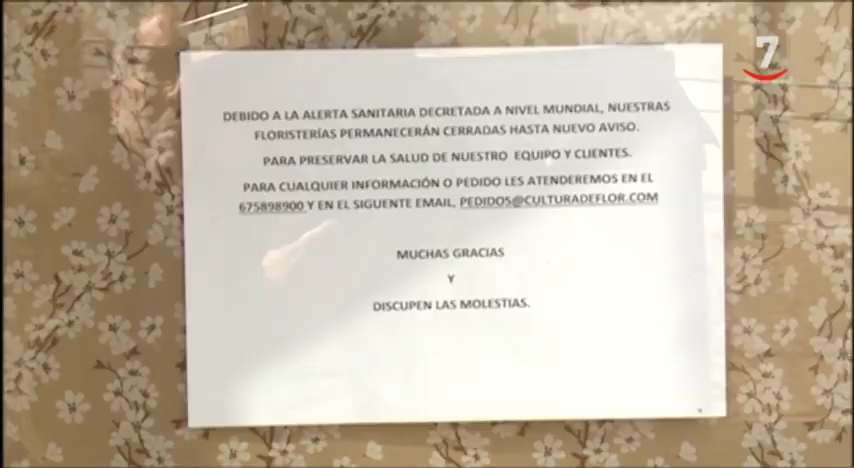 7
DEBIDO A LA ALERTA SANITARIA DECRETADA A NIVEL MUNDIAL, NUESTRAS
FLORISTERÍAS PERMANECERÁN CERRADAS HASTA NUEVO AVISO.
PARA PRESERVAR LA SALUD DE NUESTRO EQUIPO Y CLIENTES.
PARA CUALQUIER INFORMACIÓN O PEDIDO LES ATENDEREMOS EN EL
675898900 Y EN EL SIGUENTE EMAIL, PEDIDOS@CULTURADEFLOR.COM
MUCHAS GRACIAS
Y
DISCUPEN LAS MOLESTIAS.